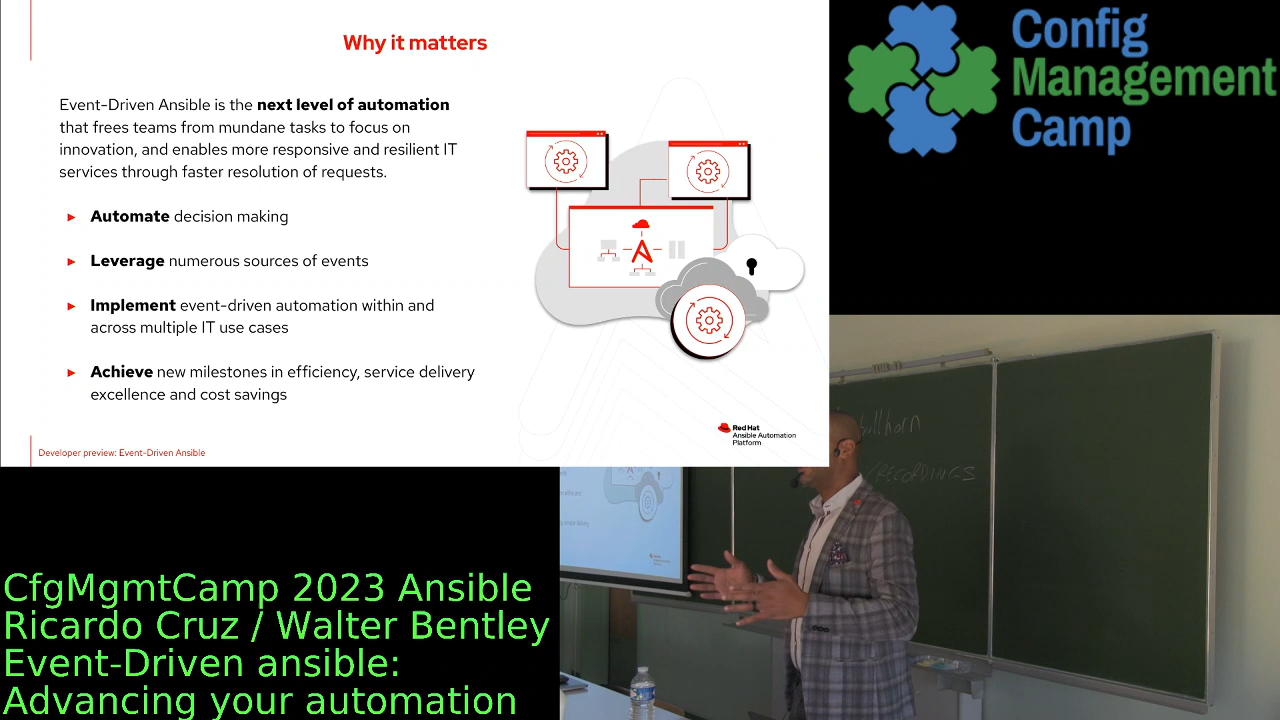 Why it matters
Event-Driven Ansible is the next level of automation
that frees teams from mundane tasks to focus on
innovation, and enables more responsive and resilient IT
services through faster resolution of requests.
► Automate decision making
► Leverage numerous sources of events
► Implement event-driven automation within and
across multiple IT use cases
► Achieve new milestones in efficiency, service delivery
excellence and cost savings
Red Hat
Ansible Automation
Platform
Developer preview: Event-Driven Ansible
Config
Management
Camp
/RECORDINGS
CfgMgmtCamp 2023 Ansible
Ricardo Cruz / Walter Bentley
Event-Driven ansible:
Advancing your automation